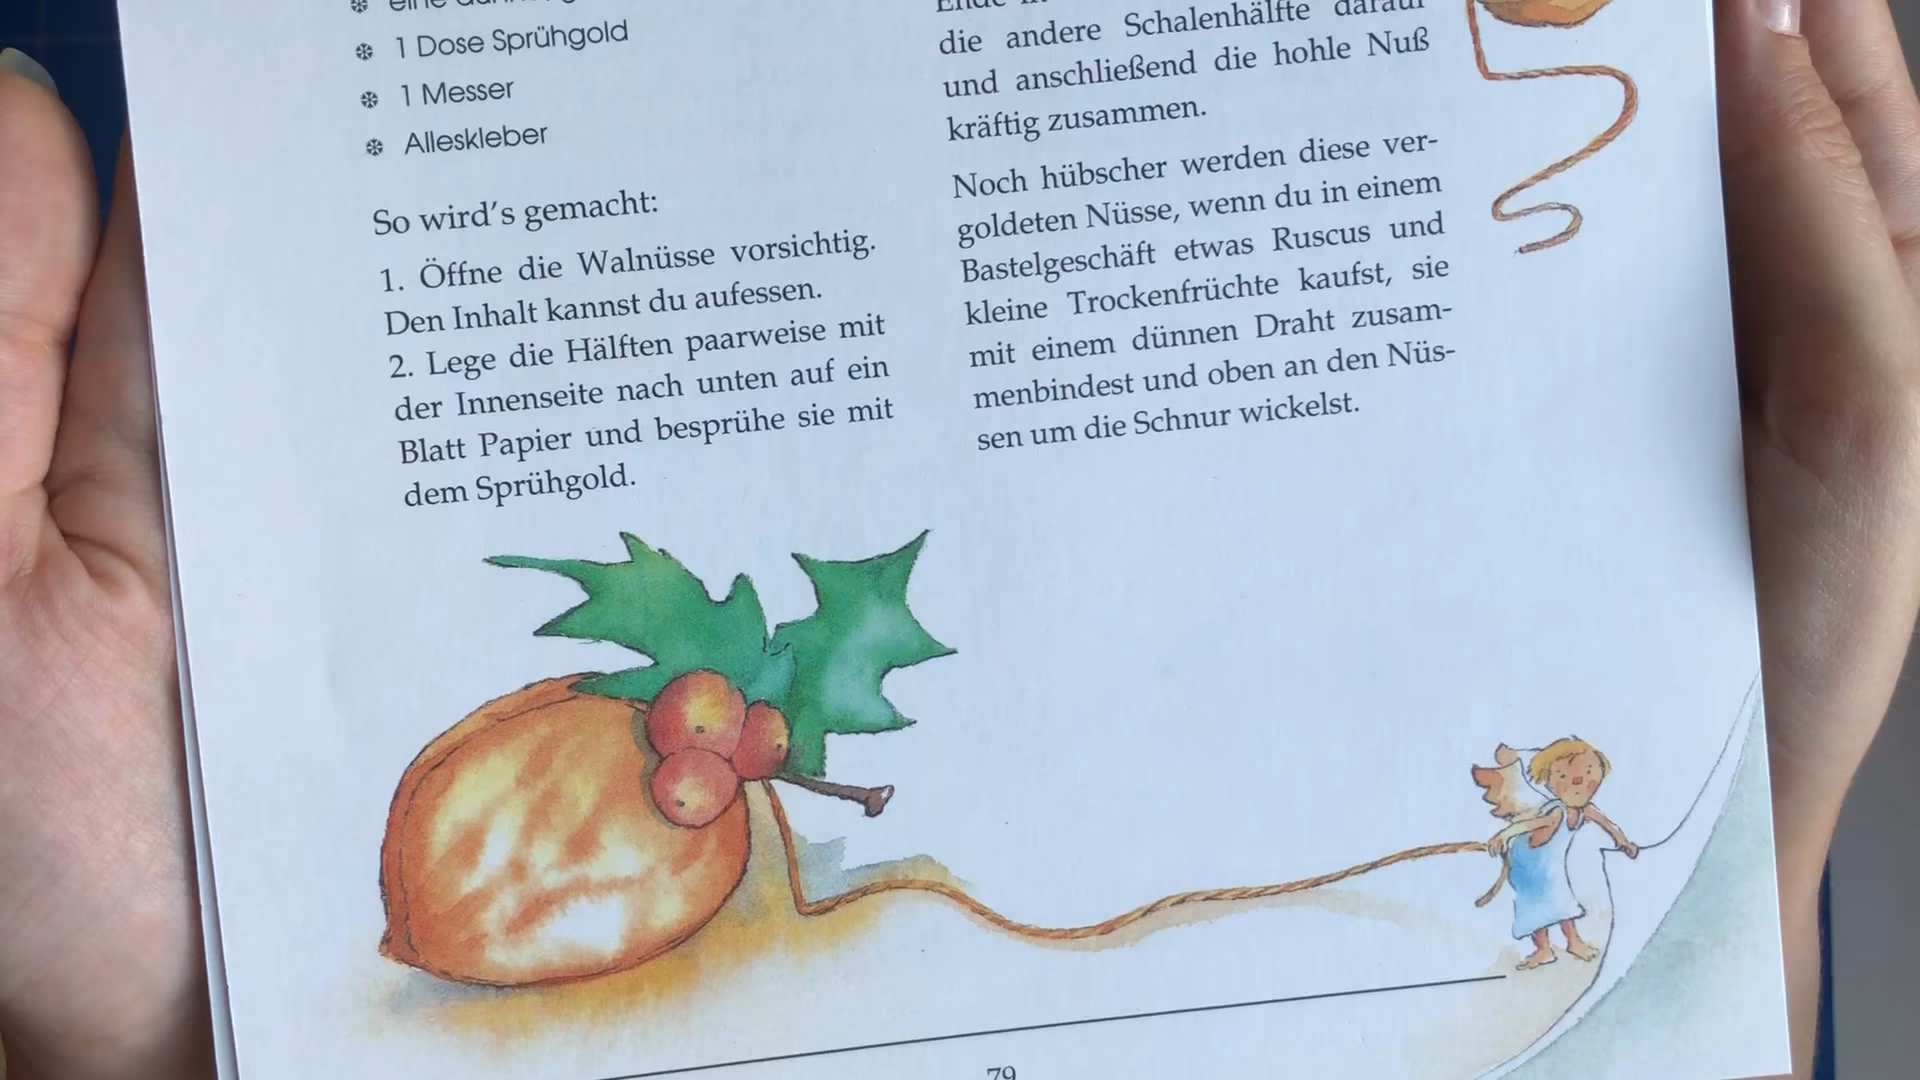 eine
1 Dose Sprühgold
1 Messer
Alleskleber
So wird's gemacht:
1. Öffne die Walnüsse vorsichtig.
Den Inhalt kannst du aufessen.
2. Lege die Hälften paarweise mit
der Innenseite nach unten auf ein
Blatt Papier und besprühe sie mit
dem Sprühgold.
Ende
die andere Schalenhälfte darauf
und anschließend die hohle Nuß
kräftig zusammen.
Noch hübscher werden diese ver-
goldeten Nüsse, wenn du in einem
Bastelgeschäft etwas Ruscus und
kleine Trockenfrüchte kaufst, sie
mit einem dünnen Draht zusam-
menbindest und oben an den Nüs-
sen um die Schnur wickelst.
79